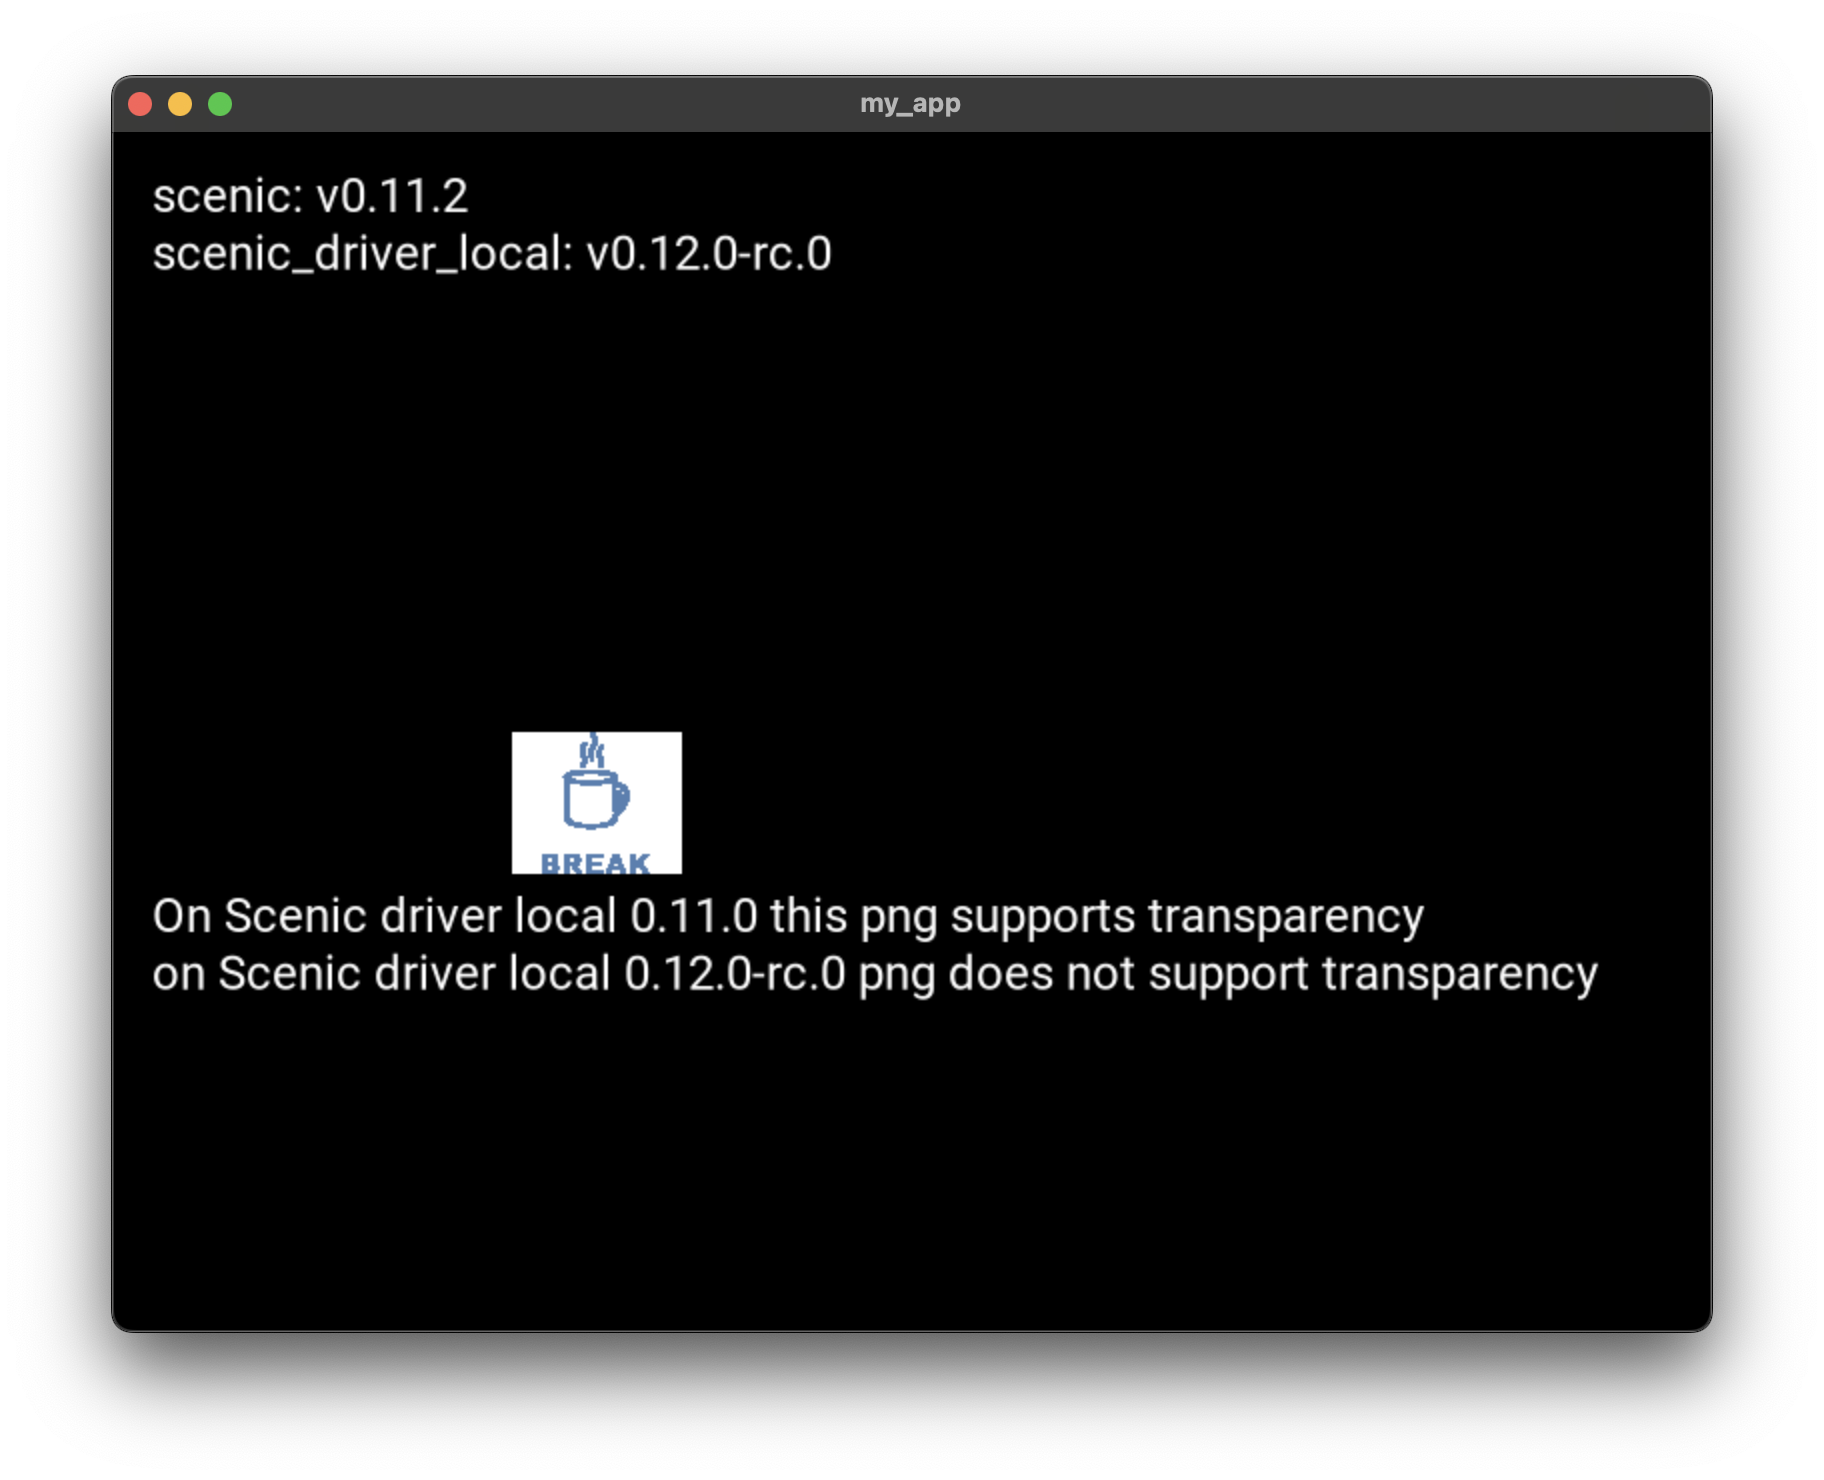 my_app
scenic: v0.11.2
scenic_driver_local: v0.12.0-rc.0
BREAK
On Scenic driver local 0.11.0 this png supports transparency
on Scenic driver local 0.12.0-rc.0 png does not support transparency